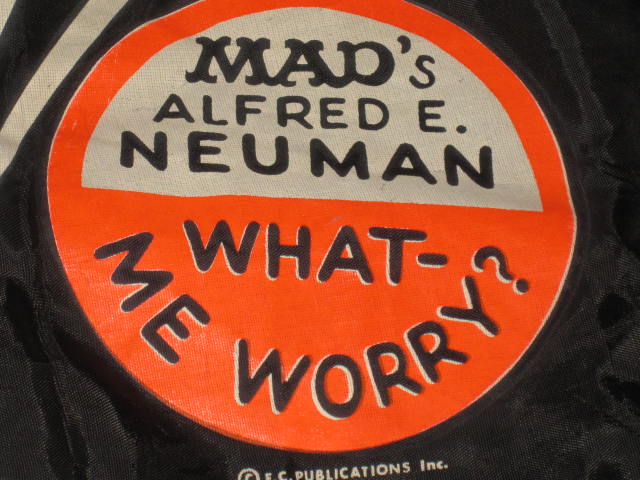 MAD's
ALFRED E.
NEUMAN
WHAT-
ME WORRY?
© E.C. PUBLICATIONS Inc.